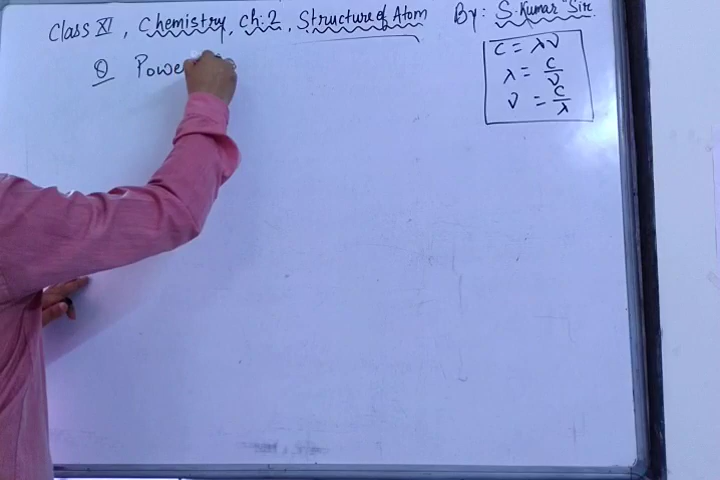 Class XI, Chemistry, Ch:2, Structure of Atom By: S. Kumar Sir
C = λν
λ = C/ν
ν = C/λ
Q Powe